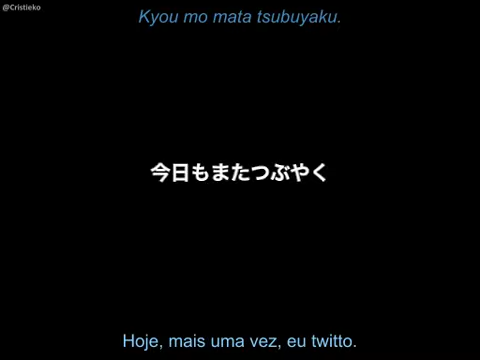 @Cristieko
Kyou mo mata tsubuyaku.
今日もまたつぶやく
Hoje, mais uma vez, eu twitto.